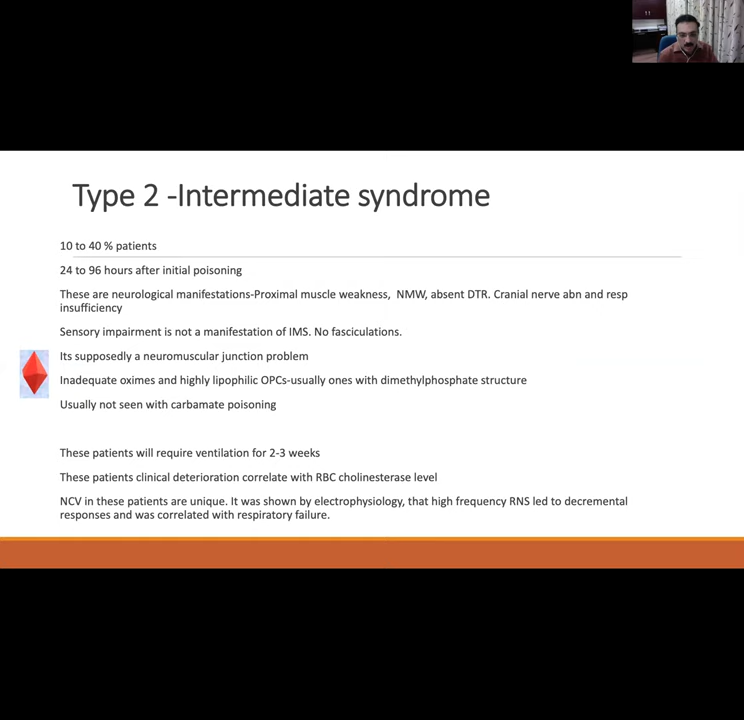 Type 2 -Intermediate syndrome
10 to 40 % patients
24 to 96 hours after initial poisoning
These are neurological manifestations-Proximal muscle weakness,  NMW, absent DTR. Cranial nerve abn and resp
insufficiency
Sensory impairment is not a manifestation of IMS. No fasciculations.
Its supposedly a neuromuscular junction problem
Inadequate oximes and highly lipophilic OPCs-usually ones with dimethylphosphate structure
Usually not seen with carbamate poisoning
These patients will require ventilation for 2-3 weeks
These patients clinical deterioration correlate with RBC cholinesterase level
NCV in these patients are unique. It was shown by electrophysiology, that high frequency RNS led to decremental
responses and was correlated with respiratory failure.